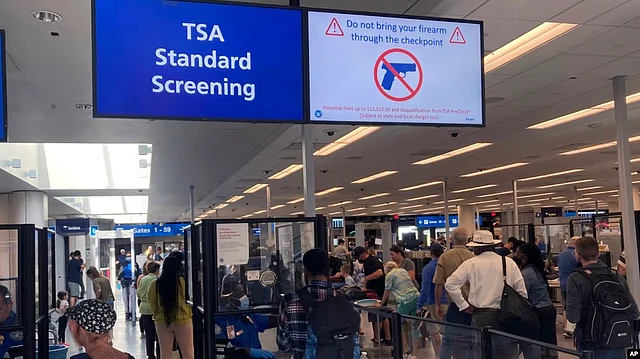 TSA
Standard
Screening
Do not bring your firearm
through the checkpoint
Potential fines up to $13,910.00 and disqualification from TSA PreCheck®
(Subject to state and local charges too).
Gates 1 - 59